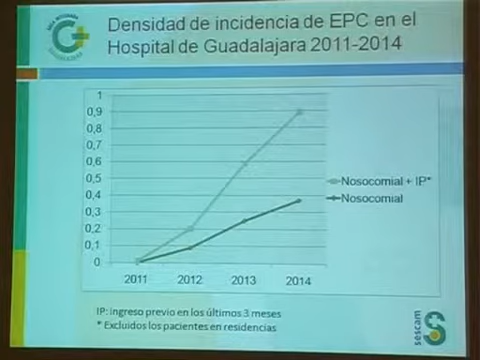 Densidad de incidencia de EPC en el
Hospital de Guadalajara 2011-2014
1
0,9
0,8
0,7
0,6
0,5
0,4
0,3
0,2
0,1
0
2011 2012 2013 2014
Nosocomial + IP*
Nosocomial
IP: Ingreso previo en los últimos 3 meses
* Excluidos los pacientes en residencias
sescam